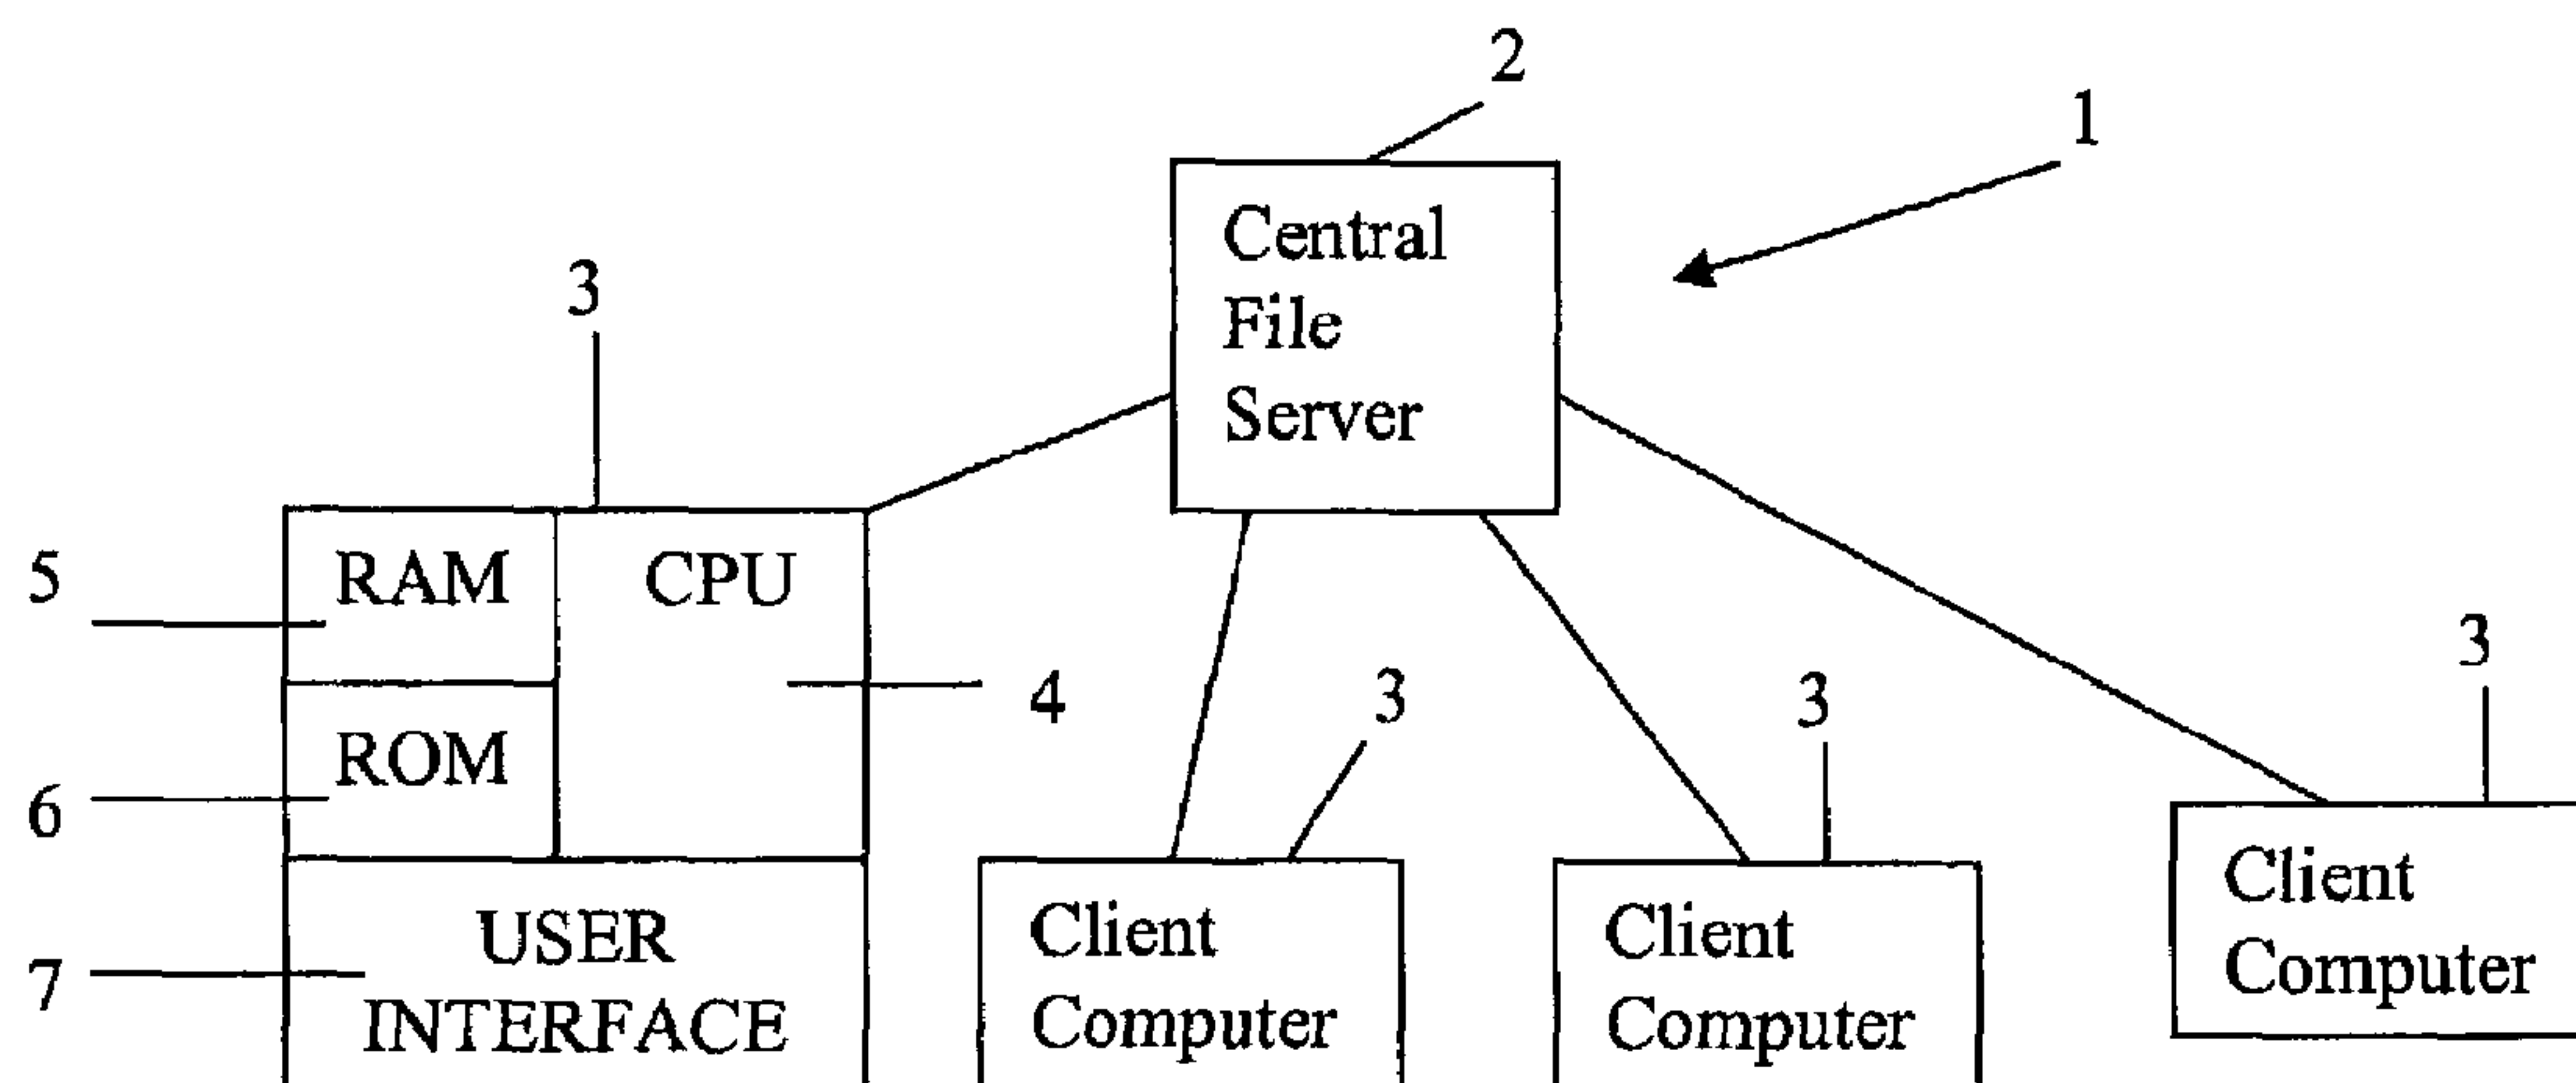 2
1
Central
File
Server
3
5
RAM
CPU
4
ROM
6
USER
INTERFACE
7
3
Client
Computer
3
Client
Computer
3
Client
Computer